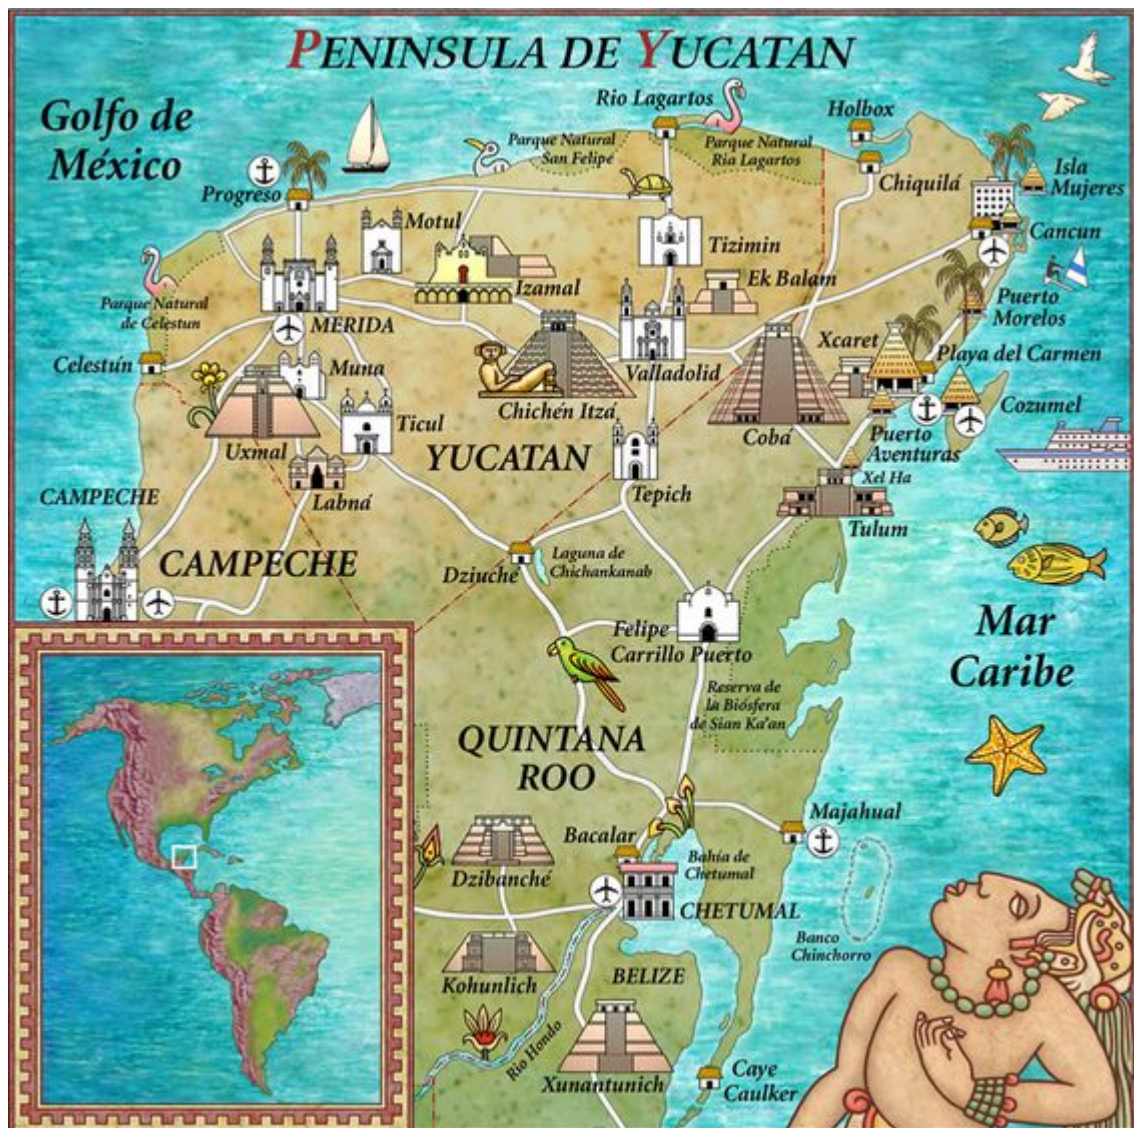 PENINSULA DE YUCATAN
Golfo de
México
Rio Lagartos
Holbox
Parque Natural
San Felipe
Parque Natural
Ria Lagartos
Isla
Mujeres
Chiquilá
Progreso
Motul
Tizimin
Cancun
Izamal
Ek Balam
Parque Natural
de Celestun
MERIDA
Puerto
Morelos
Celestún
Muna
Valladolid
Xcaret
Playa del Carmen
Chichén Itzá
Cozumel
Uxmal
Ticul
YUCATAN
Cobá
Puerto
Aventuras
Xel Ha
CAMPECHE
Labná
Tepich
Tulum
CAMPECHE
Dziuché
Laguna de
Chichankanab
Felipe
Carrillo Puerto
Mar
Caribe
Reserva de
la Biósfera
de Sian Ka'an
QUINTANA
ROO
Majahual
Bacalar
Bahía de
Chetumal
Dzibanché
CHETUMAL
Banco
Chinchorro
Kohunlich
BELIZE
Rio Hondo
Xunantunich
Caye
Caulker